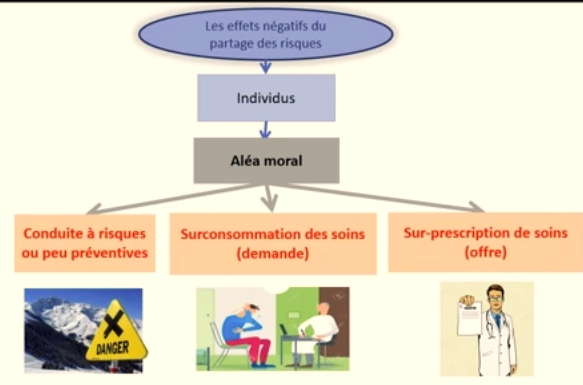 Les effets négatifs du
partage des risques
Individus
Aléa moral
Conduite à risques
ou peu préventives
Surconsommation des soins
(demande)
Sur-prescription de soins
(offre)
DANGER